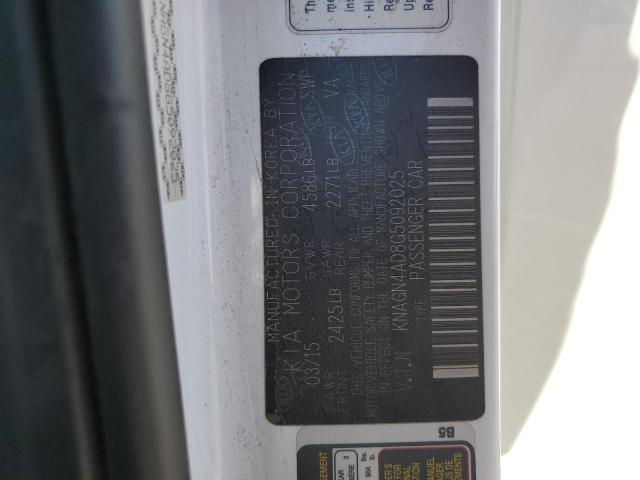 MANUFACTURED IN KOREA BY
KIA MOTORS CORPORATION
03/15 GVWR 4586LB SWP
GAWR GAWR
FRONT 2425LB REAR 2271LB VA
THIS VEHICLE CONFORMS TO ALL APPLICABLE
MOTOR VEHICLE SAFETY, BUMPER AND THEFT PREVENTION STANDARDS
IN EFFECT ON THE DATE OF MANUFACTURE SHOWN ABOVE
V.I.N KNAGN4AD8G5092025
TYPE PASSENGER CAR
B5
KIA